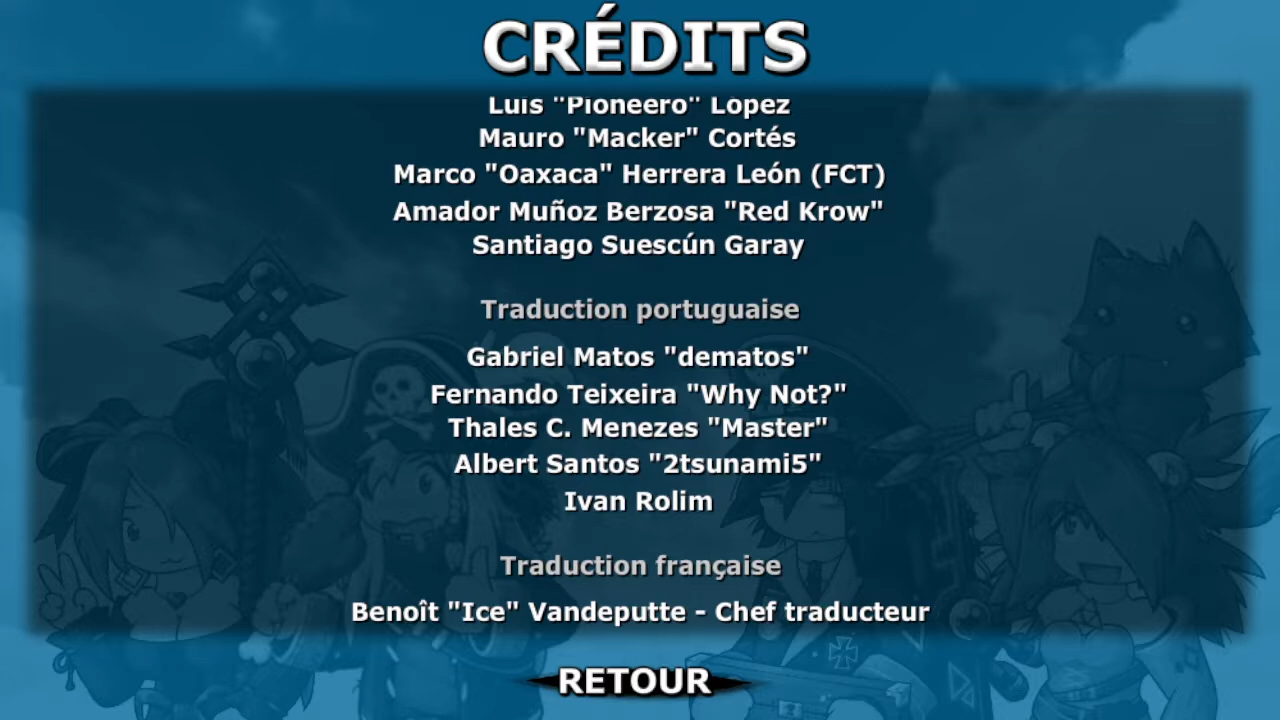 CRÉDITS
Luis "Pioneero" López
Mauro "Macker" Cortés
Marco "Oaxaca" Herrera León (FCT)
Amador Muñoz Berzosa "Red Krow"
Santiago Suescún Garay
Traduction portuguaise
Gabriel Matos "dematos"
Fernando Teixeira "Why Not?"
Thales C. Menezes "Master"
Albert Santos "2tsunami5"
Ivan Rolim
Traduction française
Benoît "Ice" Vandeputte - Chef traducteur
RETOUR